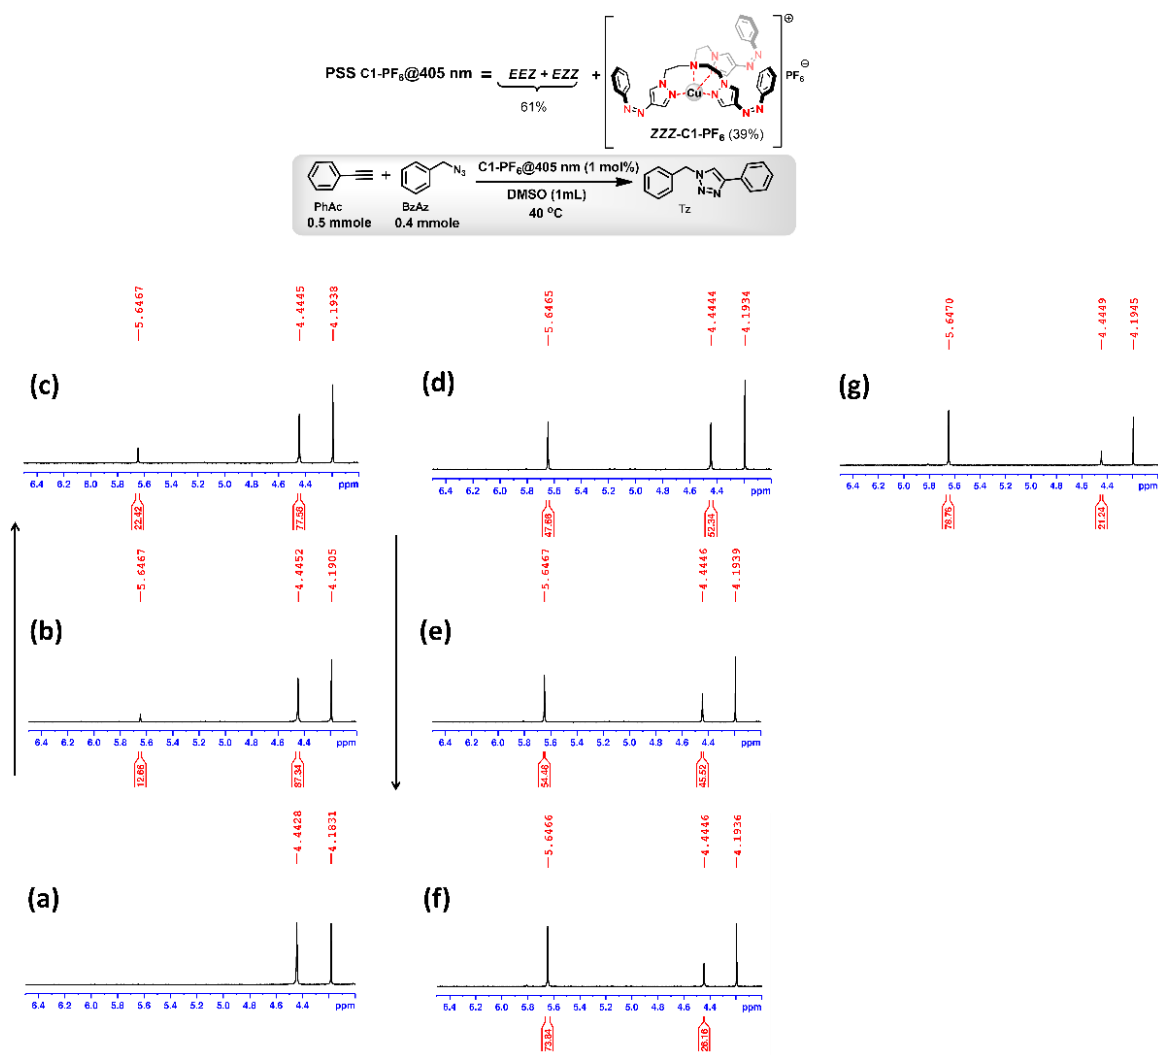 PSS C1-PF6@405 nm = EEZ + EZZ +
61%
N N N N N N N N N N
Cu
⊕
PF6 ⊖
ZZZ-C1-PF6 (39%)
C1-PF6@405 nm (1 mol%)
+ N3
DMSO (1mL)
40 °C
N N N
PhAc BzAz Tz
0.5 mmole 0.4 mmole
5.6467 4.4445 4.1938
5.6465 4.4444 4.1934
5.6470 4.4449 4.1945
(c) (d) (g)
6.4 6.2 6.0 5.8 5.6 5.4 5.2 5.0 4.8 4.6 4.4 ppm
6.4 6.2 6.0 5.8 5.6 5.4 5.2 5.0 4.8 4.6 4.4 ppm
6.4 6.2 6.0 5.8 5.6 5.4 5.2 5.0 4.8 4.6 4.4 ppm
22.42 77.58
47.66 52.34
78.76 21.24
5.6467 4.4452 4.1905
5.6467 4.4446 4.1939
(b) (e)
6.4 6.2 6.0 5.8 5.6 5.4 5.2 5.0 4.8 4.6 4.4 ppm
6.4 6.2 6.0 5.8 5.6 5.4 5.2 5.0 4.8 4.6 4.4 ppm
12.66 87.34
54.48 45.52
4.4428 4.1831
5.6466 4.4446 4.1936
(a) (f)
6.4 6.2 6.0 5.8 5.6 5.4 5.2 5.0 4.8 4.6 4.4 ppm
6.4 6.2 6.0 5.8 5.6 5.4 5.2 5.0 4.8 4.6 4.4 ppm
73.84 26.16